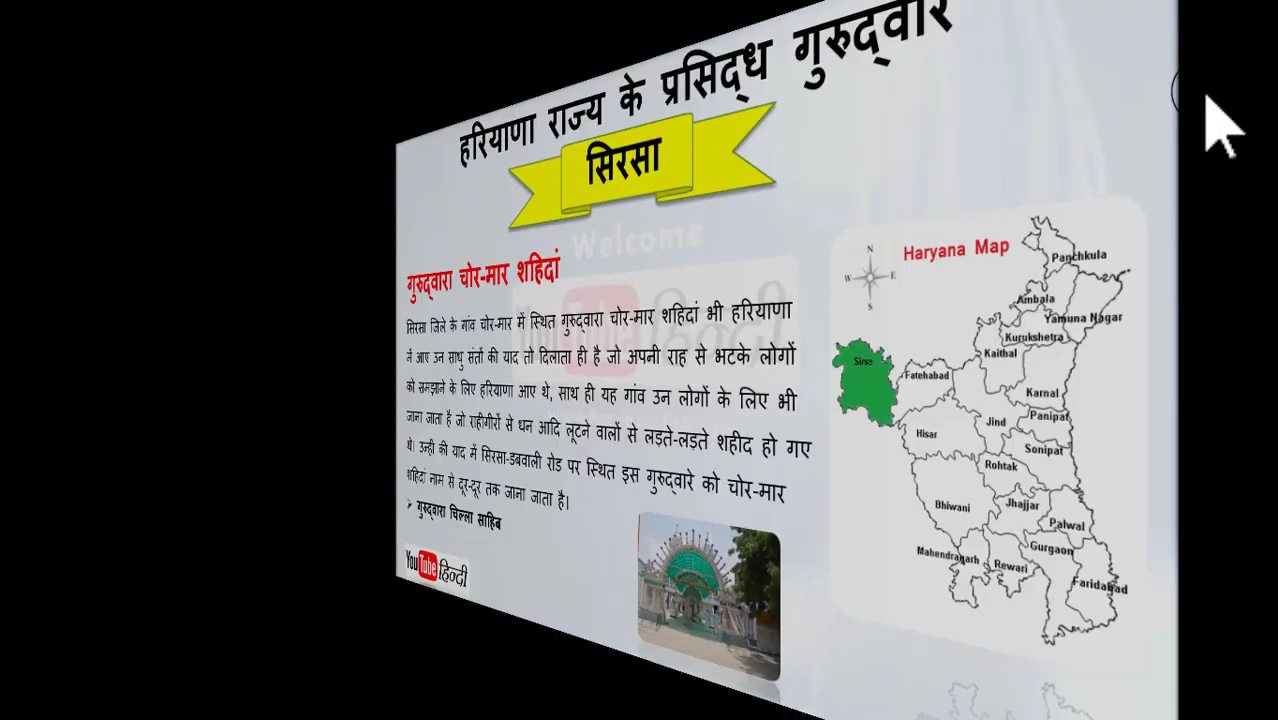 हरियाणा राज्य के प्रसिद्ध गुरुद्वार
सिरसा
Welcome
गुरुद्वारा चोर-मार शहिदां
सिरसा जिले के गांव चोर-मार में स्थित गुरुद्वारा चोर-मार शहिदां भी हरियाणा
में आए उन साधु संतों की याद तो दिलाता ही है जो अपनी राह से भटके लोगों
को समझाने के लिए हरियाणा आए थे, साथ ही यह गांव उन लोगों के लिए भी
जाना जाता है जो राहीगीरों से धन आदि लूटने वालों से लड़ते-लड़ते शहीद हो गए
थे। उन्ही की याद में सिरसा-डबवाली रोड पर स्थित इस गुरुद्वारे को चोर-मार
शहिदां नाम से दूर-दूर तक जाना जाता है।
➢ गुरुद्वारा चिल्ला साहिब
YouTube हिन्दी
Haryana Map
N
W E
S
Panchkula
Ambala
Yamuna Nagar
Kurukshetra
Kaithal
Sirsa
Fatehabad
Karnal
Panipat
Jind
Hisar
Sonipat
Rohtak
Bhiwani
Jhajjar
Palwal
Gurgaon
Mahendragarh
Rewari
Faridabad